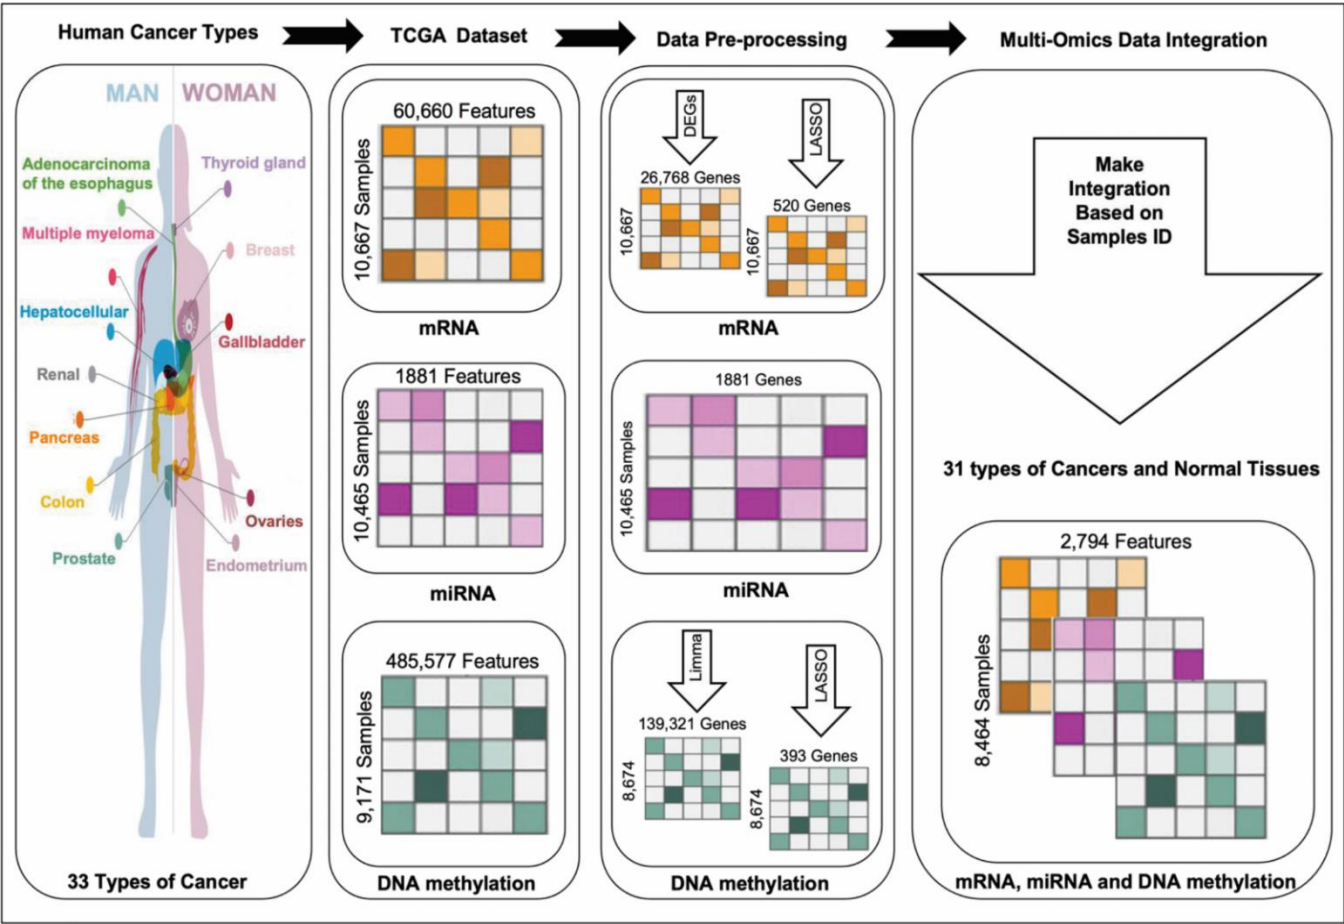 Human Cancer Types
TCGA Dataset
Data Pre-processing
Multi-Omics Data Integration
MAN WOMAN
Adenocarcinoma
of the esophagus
Thyroid gland
Multiple myeloma
Breast
Hepatocellular
Gallbladder
Renal
Pancreas
Colon
Ovaries
Prostate
Endometrium
33 Types of Cancer
60,660 Features
10,667 Samples
mRNA
1881 Features
10,465 Samples
miRNA
485,577 Features
9,171 Samples
DNA methylation
DEGs
LASSO
26,768 Genes
10,667
520 Genes
10,667
mRNA
1881 Genes
10,465 Samples
miRNA
Limma
LASSO
139,321 Genes
8,674
393 Genes
8,674
DNA methylation
Make
Integration
Based on
Samples ID
31 types of Cancers and Normal Tissues
2,794 Features
8,464 Samples
mRNA, miRNA and DNA methylation